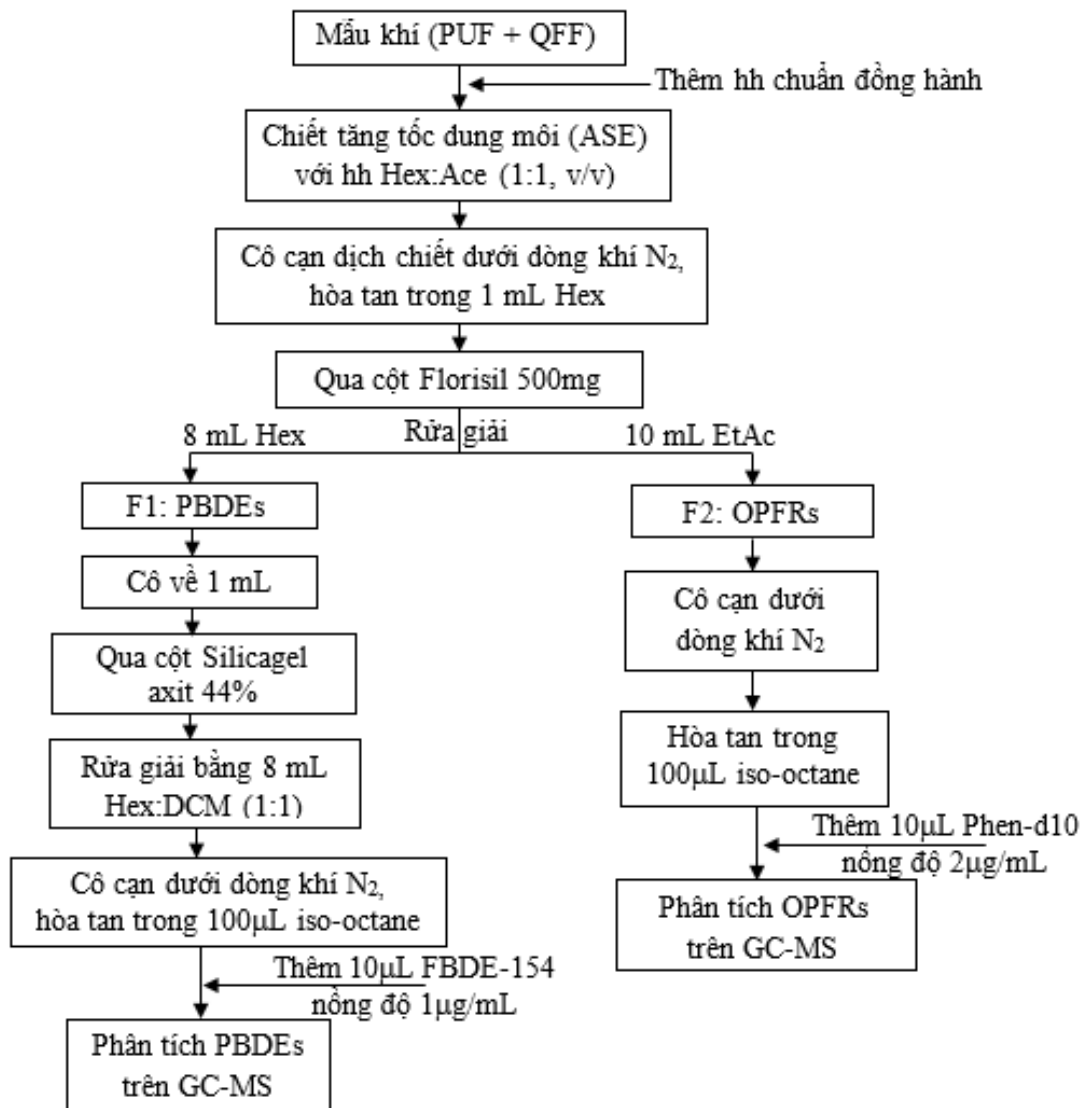 Mẫu khí (PUF + QFF)
Thêm hh chuẩn đồng hành
Chiết tăng tốc dung môi (ASE)
với hh Hex:Ace (1:1, v/v)
Cô cạn dịch chiết dưới dòng khí N₂,
hòa tan trong 1 mL Hex
Qua cột Florisil 500mg
8 mL Hex
Rửa giải
10 mL EtAc
F1: PBDEs
Cô về 1 mL
Qua cột Silicagel
axit 44%
Rửa giải bằng 8 mL
Hex:DCM (1:1)
Cô cạn dưới dòng khí N₂,
hòa tan trong 100μL iso-octane
Thêm 10μL FBDE-154
nồng độ 1μg/mL
Phân tích PBDEs
trên GC-MS
F2: OPFRs
Cô cạn dưới
dòng khí N₂
Hòa tan trong
100μL iso-octane
Thêm 10μL Phen-d10
nồng độ 2μg/mL
Phân tích OPFRs
trên GC-MS